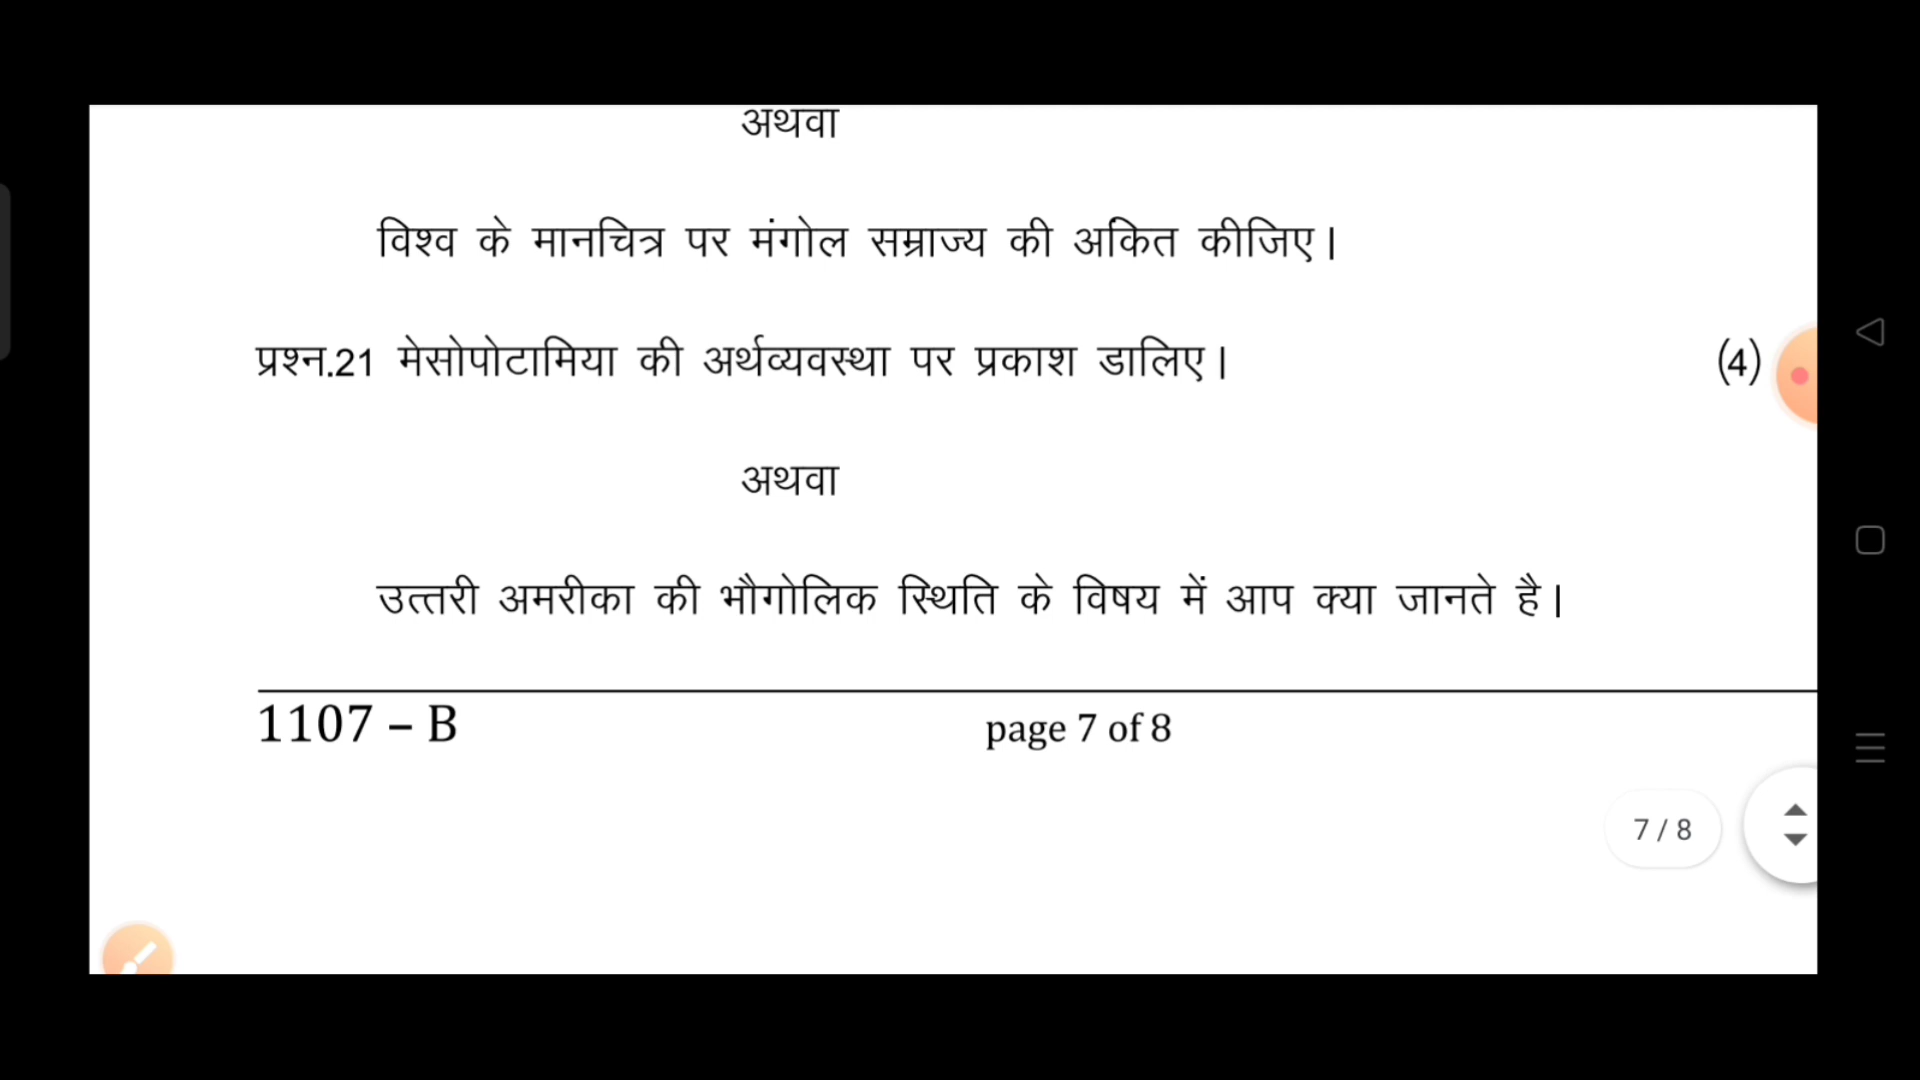 अथवा
विश्व के मानचित्र पर मंगोल सम्राज्य की अंकित कीजिए।
प्रश्न.21 मेसोपोटामिया की अर्थव्यवस्था पर प्रकाश डालिए। (4)
अथवा
उत्तरी अमरीका की भौगोलिक स्थिति के विषय में आप क्या जानते है।
1107 – B page 7 of 8
7 / 8